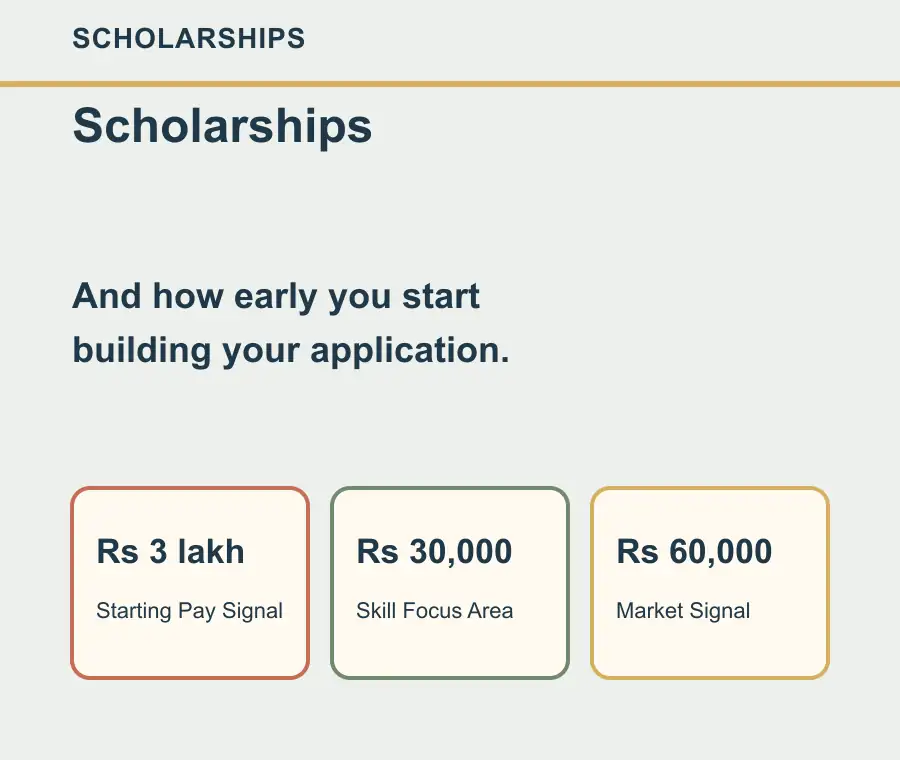 SCHOLARSHIPS
Scholarships
And how early you start
building your application.
Rs 3 lakh
Starting Pay Signal
Rs 30,000
Skill Focus Area
Rs 60,000
Market Signal